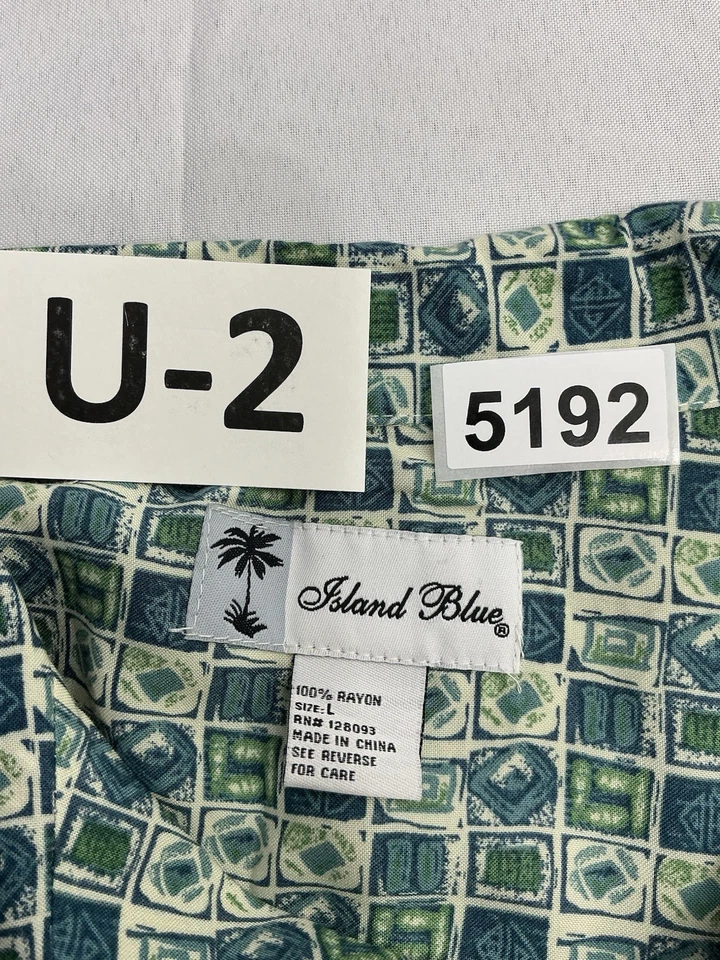 U-2
5192
Island Blue®
100% RAYON
SIZE: L
RN# 128093
MADE IN CHINA
SEE REVERSE
FOR CARE